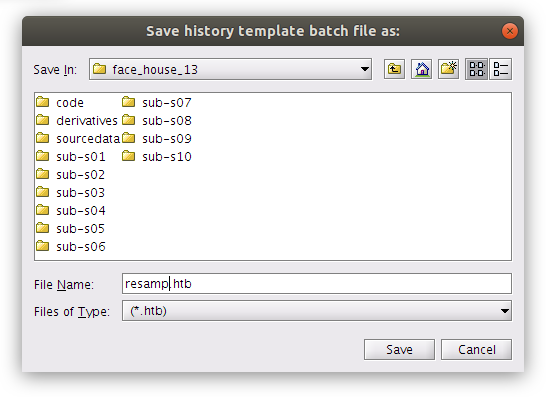 Save history template batch file as:
Save In: face_house_13
code sub-s07
derivatives sub-s08
sourcedata sub-s09
sub-s01 sub-s10
sub-s02
sub-s03
sub-s04
sub-s05
sub-s06
File Name: resamp.htb
Files of Type: (*.htb)
Save Cancel